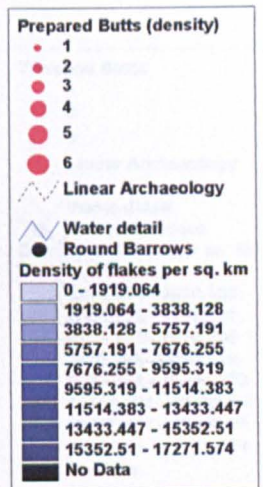 Prepared Butts (density)
1
2
3
4
5
6
Linear Archaeology
Water detail
Round Barrows
Density of flakes per sq. km
0 - 1919.064
1919.064 - 3838.128
3838.128 - 5757.191
5757.191 - 7676.255
7676.255 - 9595.319
9595.319 - 11514.383
11514.383 - 13433.447
13433.447 - 15352.51
15352.51 - 17271.574
No Data